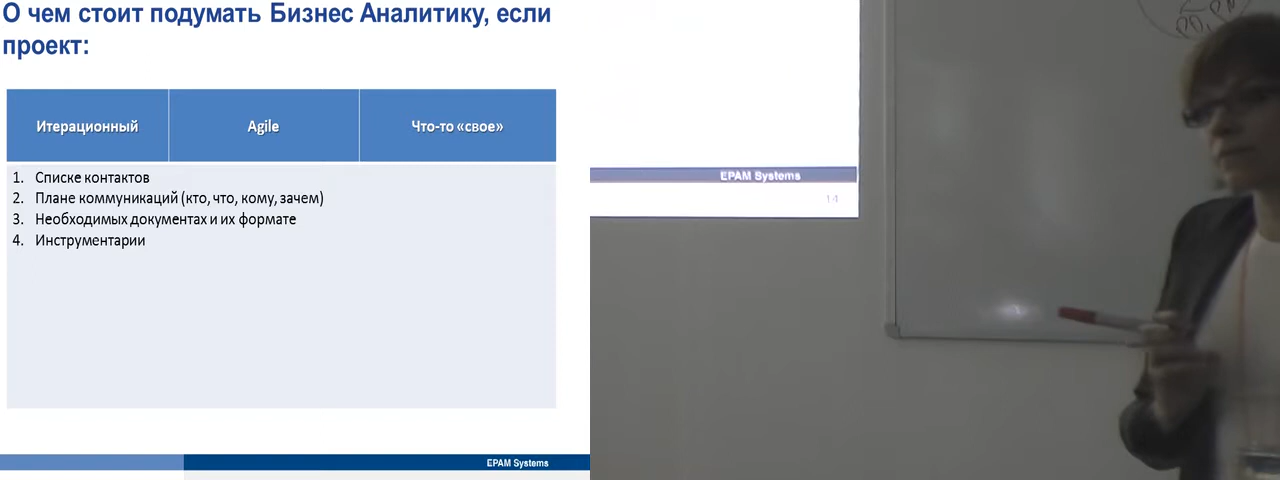 О чем стоит подумать Бизнес Аналитику, если
проект:
Итерационный
Agile
Что-то «свое»
1. Списке контактов
2. Плане коммуникаций (кто, что, кому, зачем)
3. Необходимых документах и их формате
4. Инструментарии
EPAM Systems
EPAM Systems
14